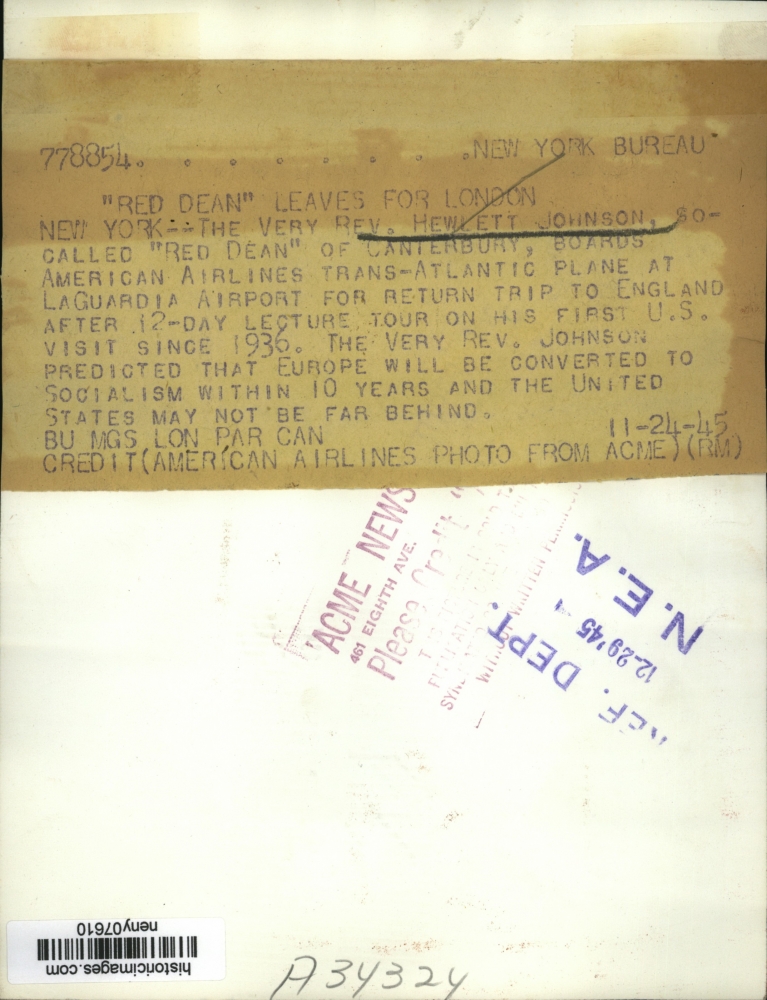 778854. . . . . . . . .NEW YORK BUREAU
"RED DEAN" LEAVES FOR LONDON
NEW YORK--THE VERY REV. HEWLETT JOHNSON, SO-
CALLED "RED DEAN" OF CANTERBURY, BOARDS
AMERICAN AIRLINES TRANS-ATLANTIC PLANE AT
LAGUARDIA AIRPORT FOR RETURN TRIP TO ENGLAND
AFTER 12-DAY LECTURE TOUR ON HIS FIRST U.S.
VISIT SINCE 1936. THE VERY REV. JOHNSON
PREDICTED THAT EUROPE WILL BE CONVERTED TO
SOCIALISM WITHIN 10 YEARS AND THE UNITED
STATES MAY NOT BE FAR BEHIND.
BU MGS LON PAR CAN 11-24-45
CREDIT(AMERICAN AIRLINES PHOTO FROM ACME)(RM)
ACME NEWS
461 EIGHTH AVE.
Please
WITHOUT WRITTEN
REF. DEPT.
12-29'45
N.E.A.
neny07610
historicimages.com
A34324